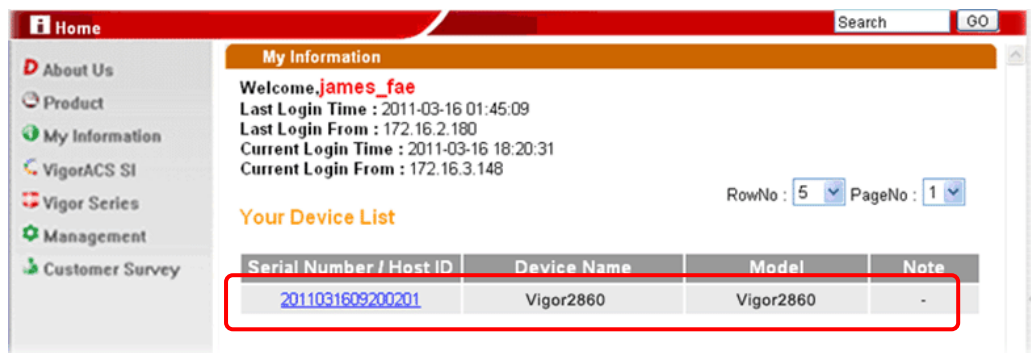 Home
Search
GO
About Us
Product
My Information
VigorACS SI
Vigor Series
Management
Customer Survey
My Information
Welcome,james_fae
Last Login Time : 2011-03-16 01:45:09
Last Login From : 172.16.2.180
Current Login Time : 2011-03-16 18:20:31
Current Login From : 172.16.3.148
RowNo : 5 PageNo : 1
Your Device List
Serial Number / Host ID Device Name Model Note
2011031609200201 Vigor2860 Vigor2860 -